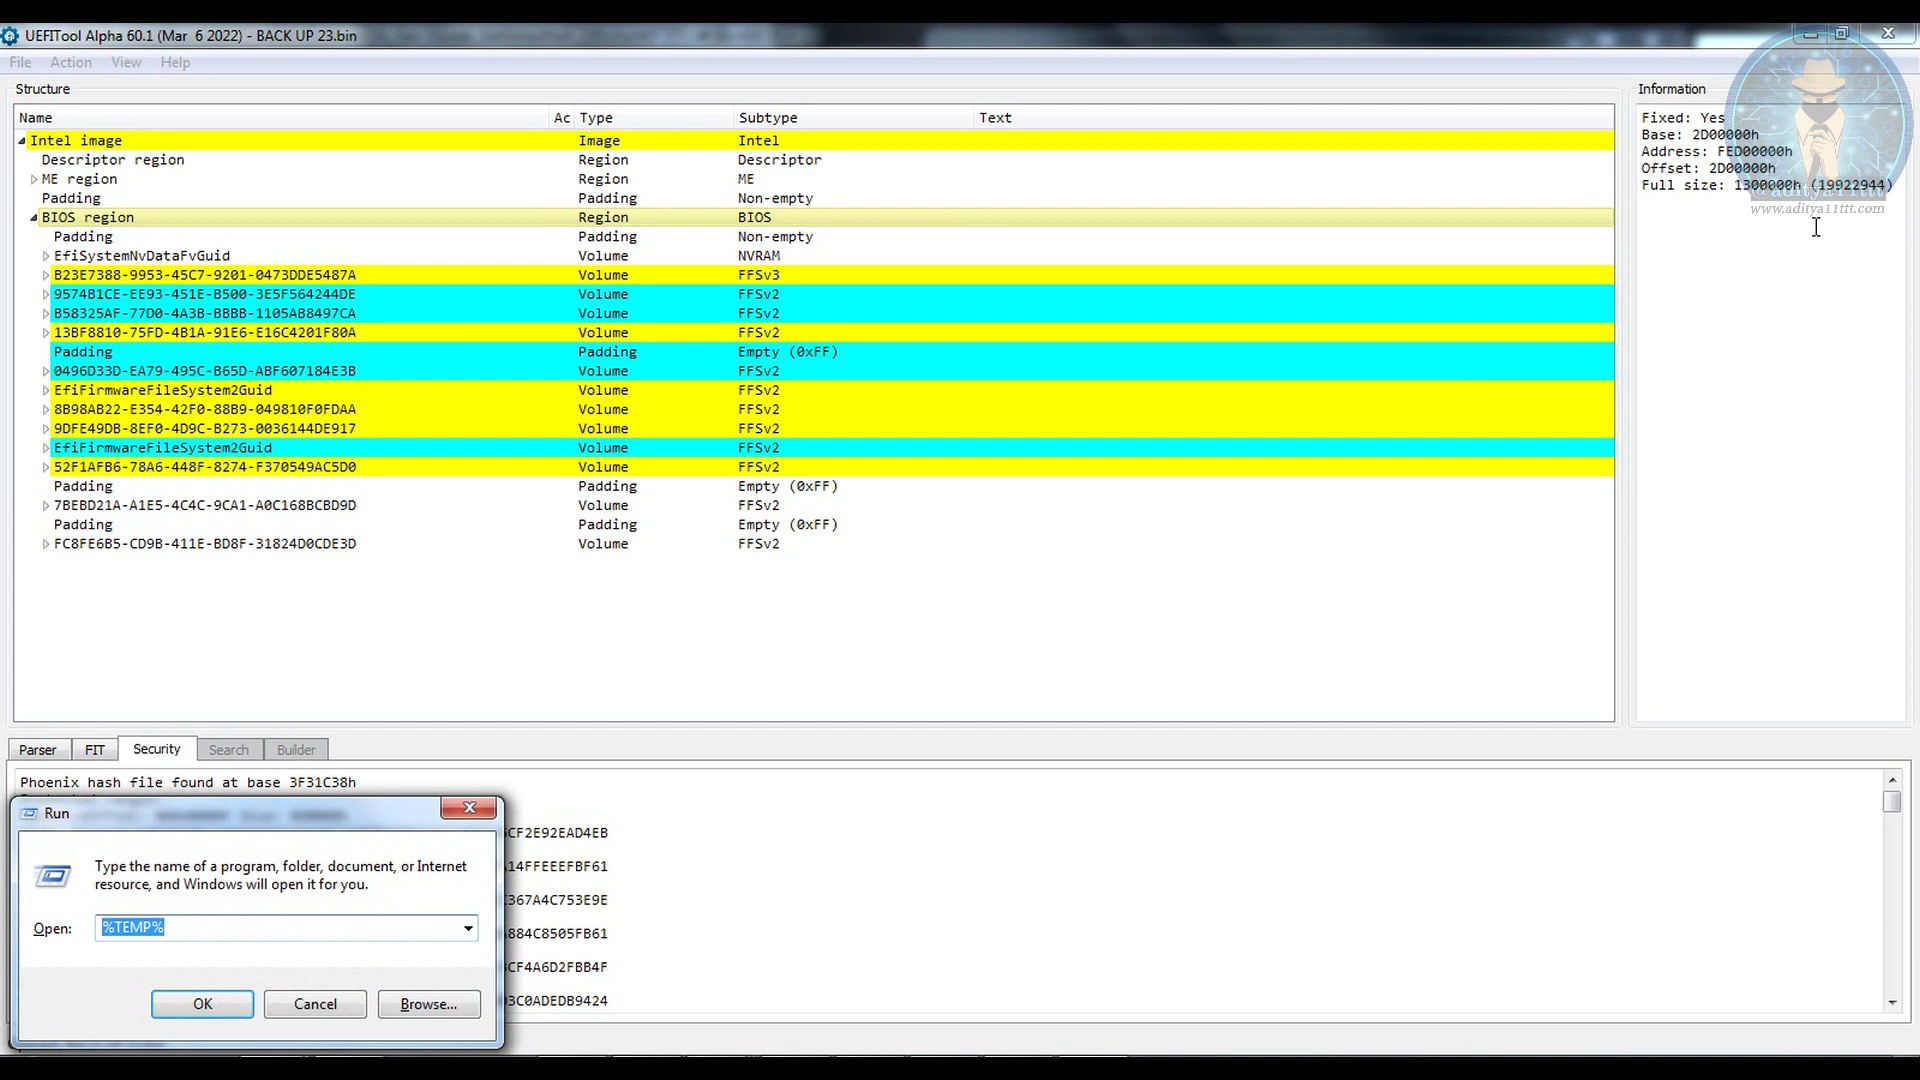 UEFITool Alpha 60.1 (Mar 6 2022) - BACK UP 23.bin
File Action View Help
Structure
Name Ac Type Subtype Text
Intel image Image Intel
Descriptor region Region Descriptor
ME region Region ME
Padding Padding Non-empty
BIOS region Region BIOS
Padding Padding Non-empty
EfiSystemNvDataFvGuid Volume NVRAM
B23E7388-9953-45C7-9201-0473DDE5487A Volume FFSv3
9574B1CE-EE93-451E-B500-3E5F564244DE Volume FFSv2
B58325AF-77D0-4A3B-BBBB-1105AB8497CA Volume FFSv2
13BF8810-75FD-4B1A-91E6-E16C4201F80A Volume FFSv2
Padding Padding Empty (0xFF)
0496D33D-EA79-495C-B65D-ABF607184E3B Volume FFSv2
EfiFirmwareFileSystem2Guid Volume FFSv2
8B98AB22-E354-42F0-88B9-049810F0FDAA Volume FFSv2
9DFE49DB-8EF0-4D9C-B273-0036144DE917 Volume FFSv2
EfiFirmwareFileSystem2Guid Volume FFSv2
52F1AFB6-78A6-448F-8274-F370549AC5D0 Volume FFSv2
Padding Padding Empty (0xFF)
7BEBD21A-A1E5-4C4C-9CA1-A0C168BCBD9D Volume FFSv2
Padding Padding Empty (0xFF)
FC8FE6B5-CD9B-411E-BD8F-31824D0CDE3D Volume FFSv2
Information
Fixed: Yes
Base: 2D00000h
Address: FED00000h
Offset: 2D00000h
Full size: 1300000h (19922944)
@aditya11ttt
www.aditya11ttt.com
Parser FIT Security Search Builder
Phoenix hash file found at base 3F31C38h
CF2E92EAD4EB
A14FFEEEFBF61
C367A4C753E9E
A884C8505FB61
CF4A6D2FBB4F
3C0ADEDB9424
Run
Type the name of a program, folder, document, or Internet
resource, and Windows will open it for you.
Open: %TEMP%
OK Cancel Browse...